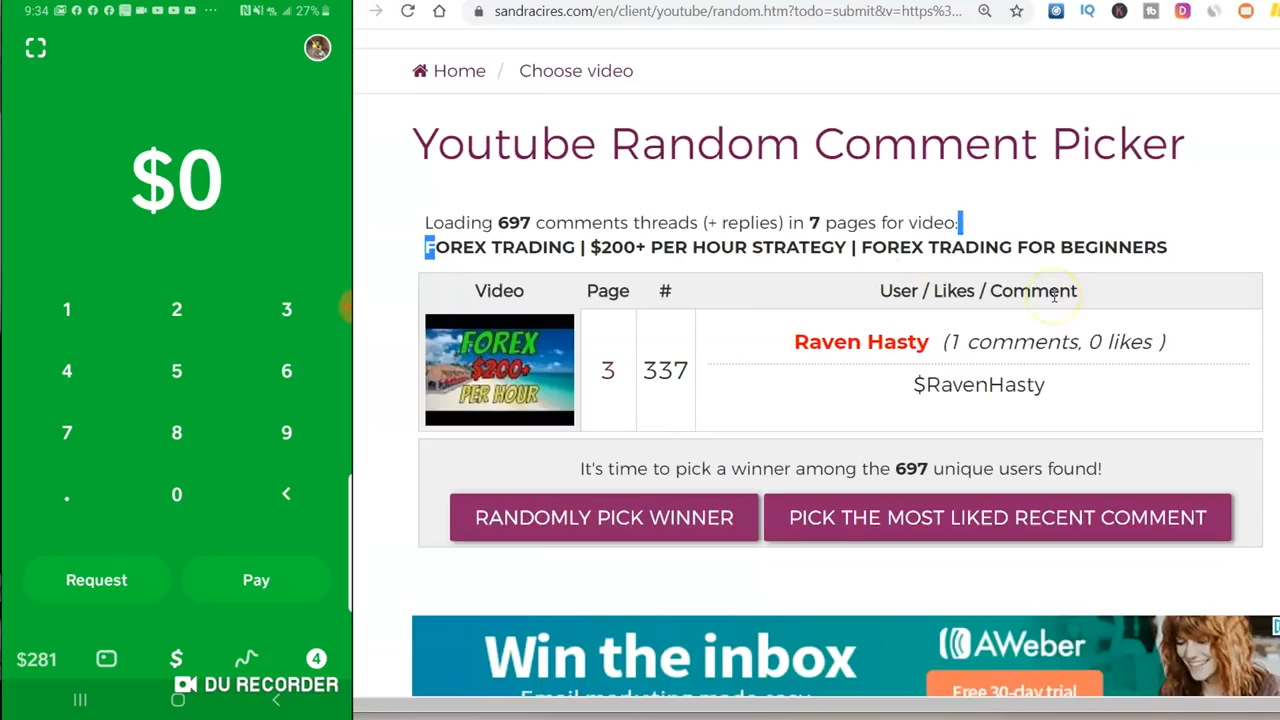 9:34
27%
$0
1 2 3
4 5 6
7 8 9
. 0 <
Request Pay
$281 $ 4
DU RECORDER
sandracires.com/en/client/youtube/random.htm?todo=submit&v=https%3...
IQ K tb D
Home / Choose video
Youtube Random Comment Picker
Loading 697 comments threads (+ replies) in 7 pages for video:
FOREX TRADING | $200+ PER HOUR STRATEGY | FOREX TRADING FOR BEGINNERS
Video Page # User / Likes / Comment
FOREX
$200+
PER HOUR
3 337
Raven Hasty (1 comments, 0 likes )
$RavenHasty
It's time to pick a winner among the 697 unique users found!
RANDOMLY PICK WINNER PICK THE MOST LIKED RECENT COMMENT
Win the inbox
AWeber
Free 30-day trial